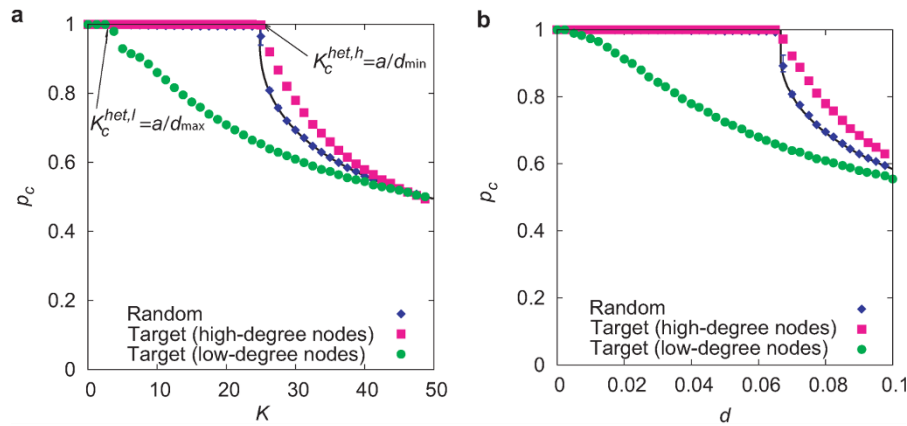 a
1
0.8
0.6
0.4
0.2
0
p_c
K_c^{het,h}=a/d_min
K_c^{het,l}=a/d_max
Random
Target (high-degree nodes)
Target (low-degree nodes)
0 10 20 30 40 50
K
b
1
0.8
0.6
0.4
0.2
0
p_c
Random
Target (high-degree nodes)
Target (low-degree nodes)
0 0.02 0.04 0.06 0.08 0.1
d